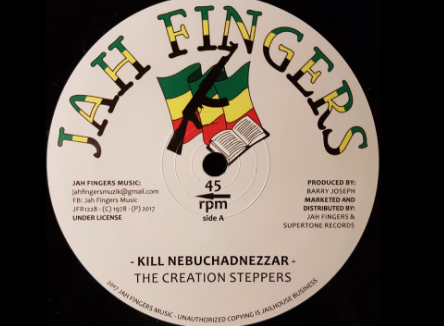 JAH FINGERS
JAH FINGERS MUSIC:
jahfingersmuzik@gmail.com
FB: Jah Fingers Music
JFR1228 - (C) 1978 - (P) 2017
UNDER LICENSE
45
rpm
side A
PRODUCED BY:
BARRY JOSEPH
MARKETED AND
DISTRIBUTED BY:
JAH FINGERS &
SUPERTONE RECORDS
- KILL NEBUCHADNEZZAR -
THE CREATION STEPPERS
2017 JAH FINGERS MUSIC - UNAUTHORIZED COPYING IS JAILHOUSE BUSINESS